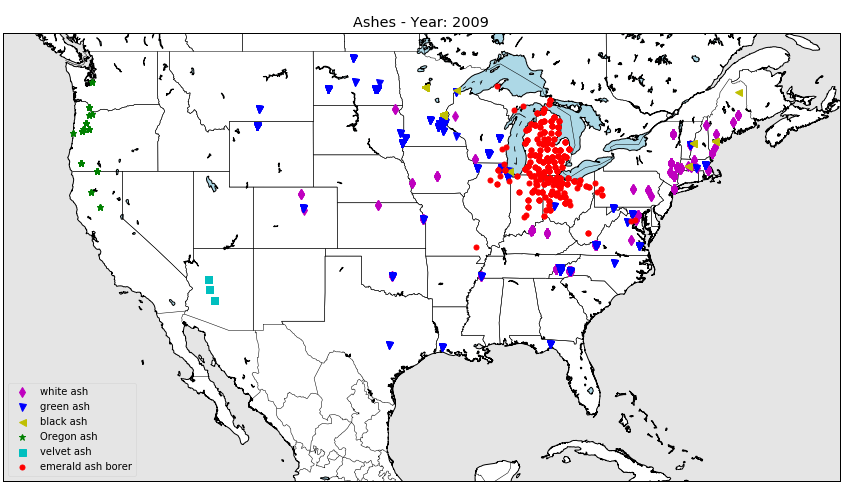 Ashes - Year: 2009
white ash
green ash
black ash
Oregon ash
velvet ash
emerald ash borer